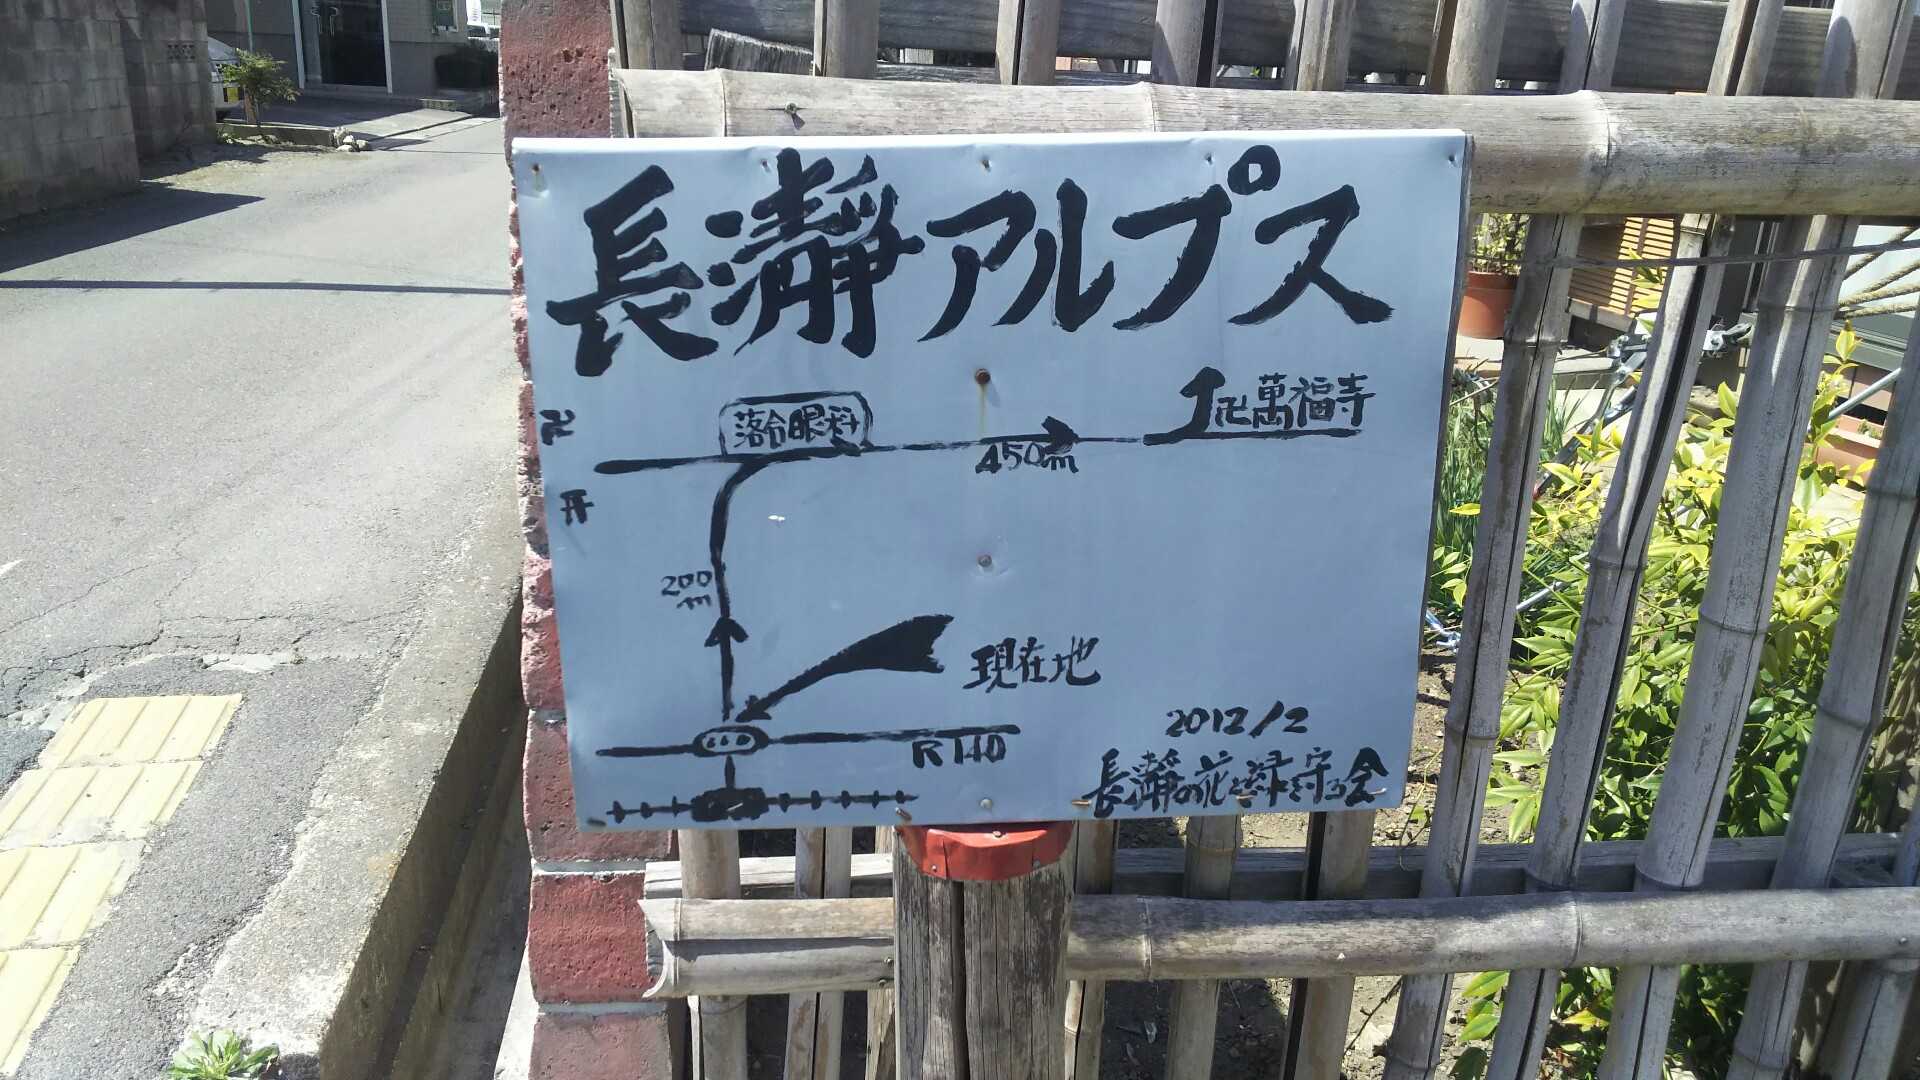 長瀞アルプス
落合眼科
卍萬福寺
450m
200
m
現在地
R140
2012/2
長瀞の花と緑を守る会